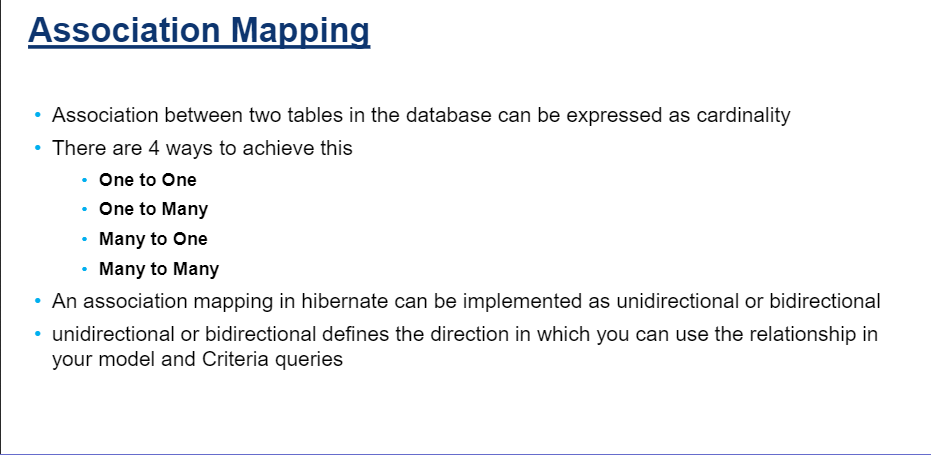 Association Mapping
• Association between two tables in the database can be expressed as cardinality
• There are 4 ways to achieve this
• One to One
• One to Many
• Many to One
• Many to Many
• An association mapping in hibernate can be implemented as unidirectional or bidirectional
• unidirectional or bidirectional defines the direction in which you can use the relationship in
your model and Criteria queries